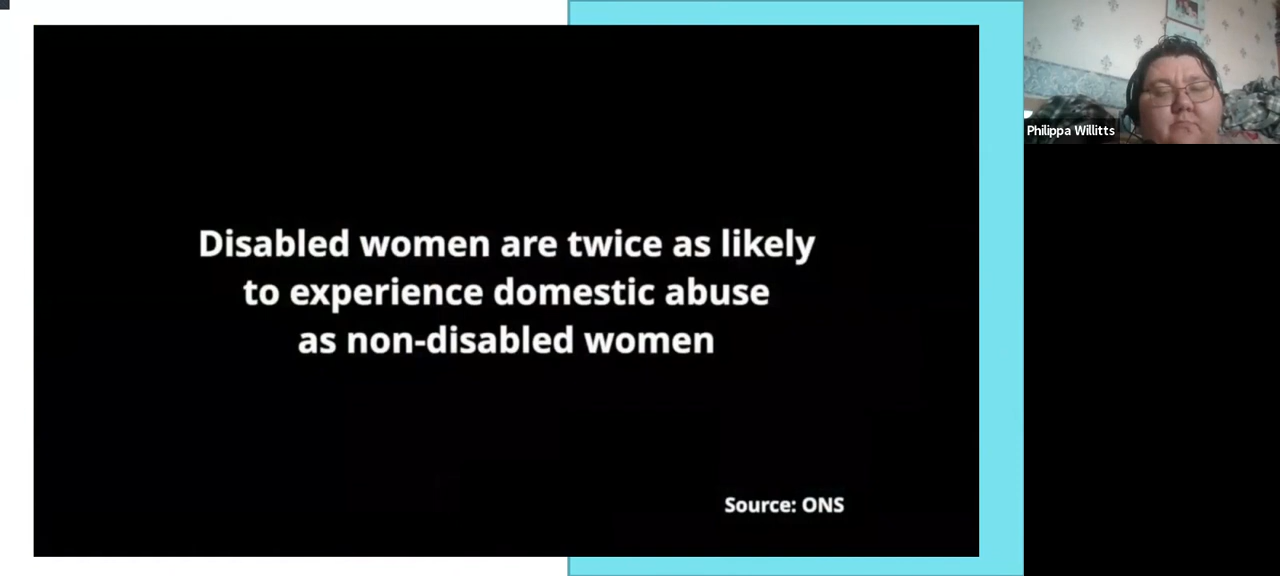 Disabled women are twice as likely
to experience domestic abuse
as non-disabled women
Source: ONS
Philippa Willitts